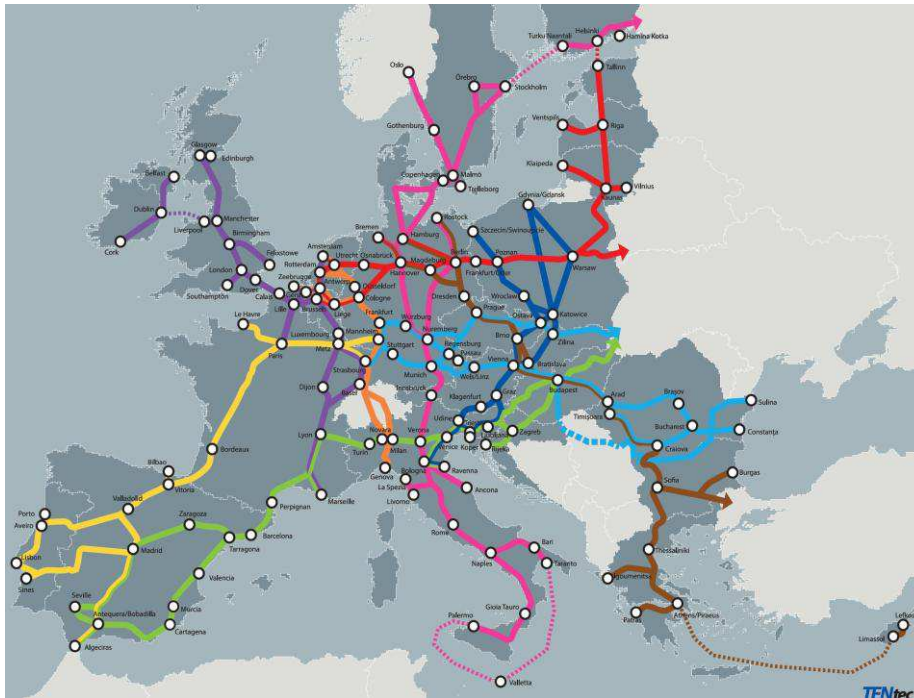 Oslo
Örebro
Stockholm
Turku Naantali
Helsinki
Hamina Kotka
Tallinn
Gothenburg
Ventspils
Riga
Glasgow
Edinburgh
Belfast
Klaipeda
Vilnius
Copenhagen
Malmö
Trelleborg
Dublin
Liverpool
Manchester
Birmingham
Cork
Gdynia/Gdansk
Rostock
Szczecin/Swinoujscie
Bremen
Hamburg
Felixstowe
Amsterdam
Utrecht
Osnabrück
Berlin
Poznan
Warsaw
London
Rotterdam
Hannover
Magdeburg
Frankfurt/Oder
Southampton
Dover
Calais
Zeebrugge
Antwerp
Düsseldorf
Cologne
Dresden
Wroclaw
Lille
Brussels
Liège
Frankfurt
Würzburg
Prague
Ostava
Katowice
Le Havre
Luxembourg
Mannheim
Nuremberg
Regensburg
Brno
Zilina
Paris
Metz
Stuttgart
Passau
Strasbourg
Munich
Wels/Linz
Vienna
Bratislava
Dijon
Basel
Innsbruck
Klagenfurt
Graz
Budapest
Arad
Brașov
Sulina
Timișoara
Lyon
Novara
Milan
Turin
Verona
Udine
Venice
Koper
Ljubljana
Zagreb
Rijeka
Bucharest
Constanța
Craiova
Bordeaux
Genova
Bologna
Ravenna
La Spezia
Livorno
Ancona
Bilbao
Vitoria
Marseille
Sofia
Burgas
Porto
Aveiro
Valladolid
Zaragoza
Perpignan
Barcelona
Tarragona
Rome
Madrid
Lisbon
Sines
Valencia
Naples
Bari
Taranto
Thessaloniki
Igoumenitsa
Seville
Murcia
Antequera/Bobadilla
Cartagena
Algeciras
Palermo
Gioia Tauro
Patras
Athens/Piraeus
Lefkosia
Limassol
Valletta
TENtec